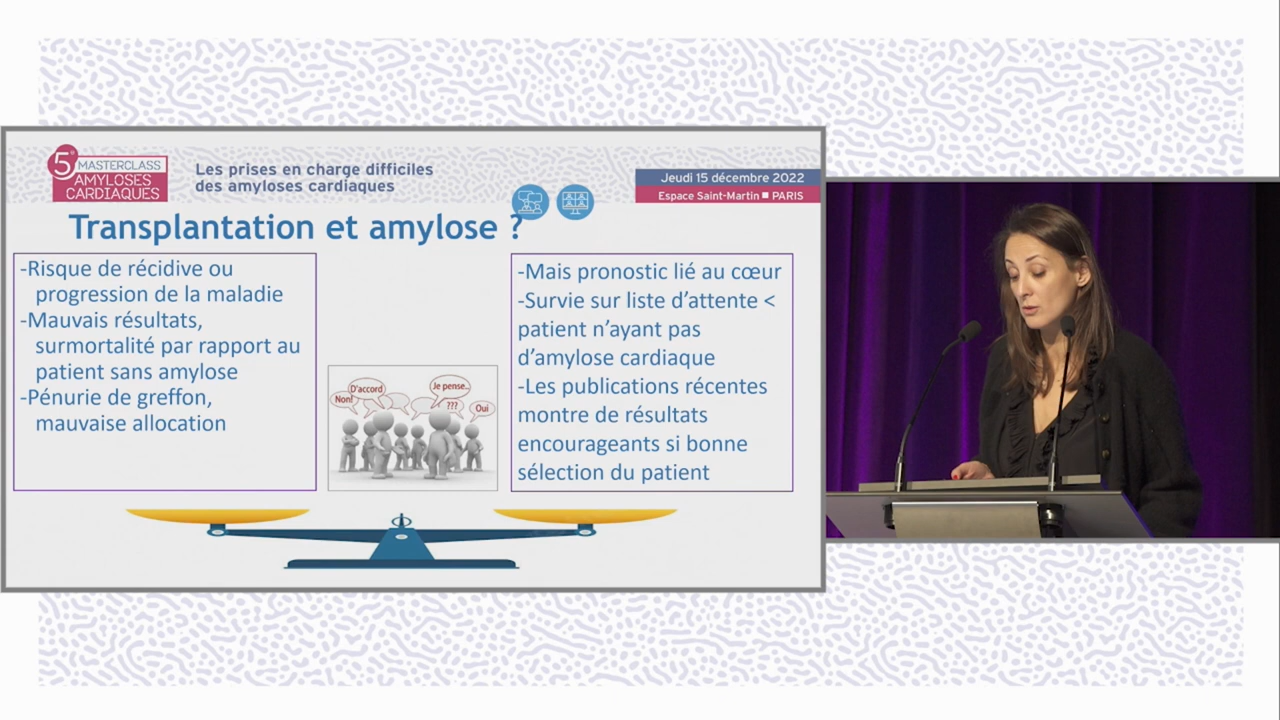 5e MASTERCLASS
AMYLOSES
CARDIAQUES
Les prises en charge difficiles
des amyloses cardiaques
Jeudi 15 décembre 2022
Espace Saint-Martin ■ PARIS
Transplantation et amylose ?
-Risque de récidive ou
progression de la maladie
-Mauvais résultats,
surmortalité par rapport au
patient sans amylose
-Pénurie de greffon,
mauvaise allocation
D'accord
Non!
Je pense..
???
Oui
-Mais pronostic lié au cœur
-Survie sur liste d'attente <
patient n'ayant pas
d'amylose cardiaque
-Les publications récentes
montre de résultats
encourageants si bonne
sélection du patient